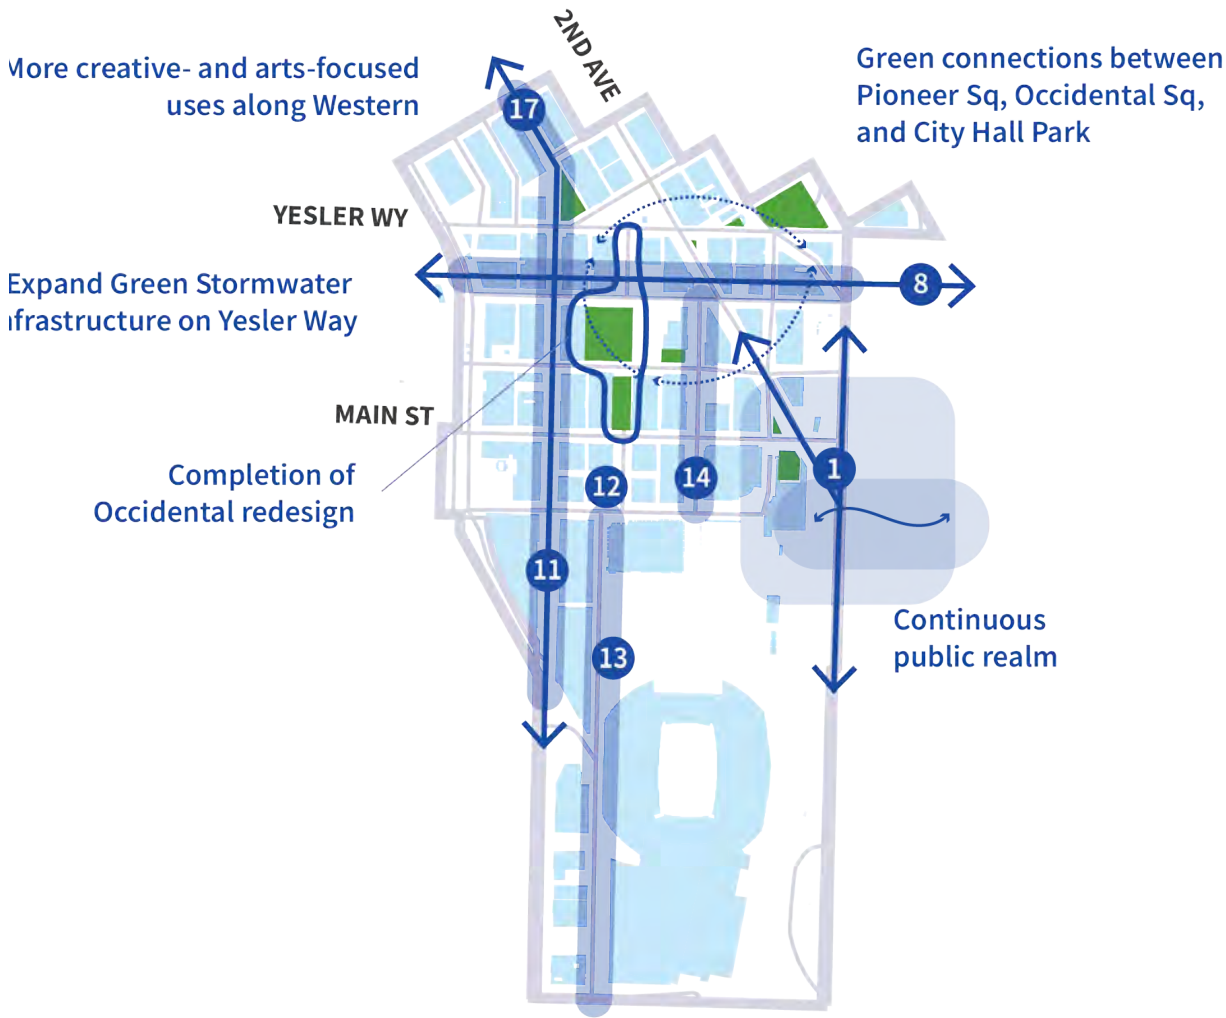 2ND AVE
More creative- and arts-focused
uses along Western
Green connections between
Pioneer Sq, Occidental Sq,
and City Hall Park
17
YESLER WY
Expand Green Stormwater
nfrastructure on Yesler Way
8
MAIN ST
Completion of
Occidental redesign
12
14
1
11
Continuous
public realm
13